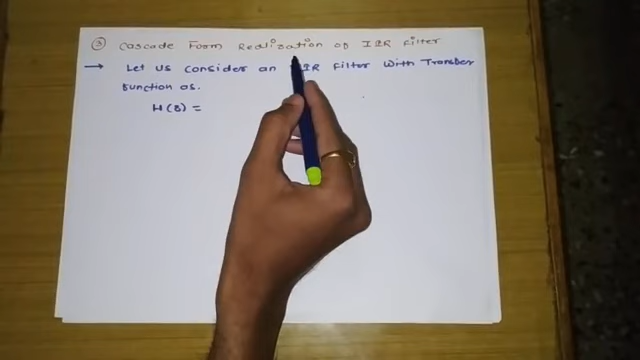 ③ Cascade Form Realization of IIR Filter
→ Let us consider an IIR Filter with Transfer
function as.
H(z) =